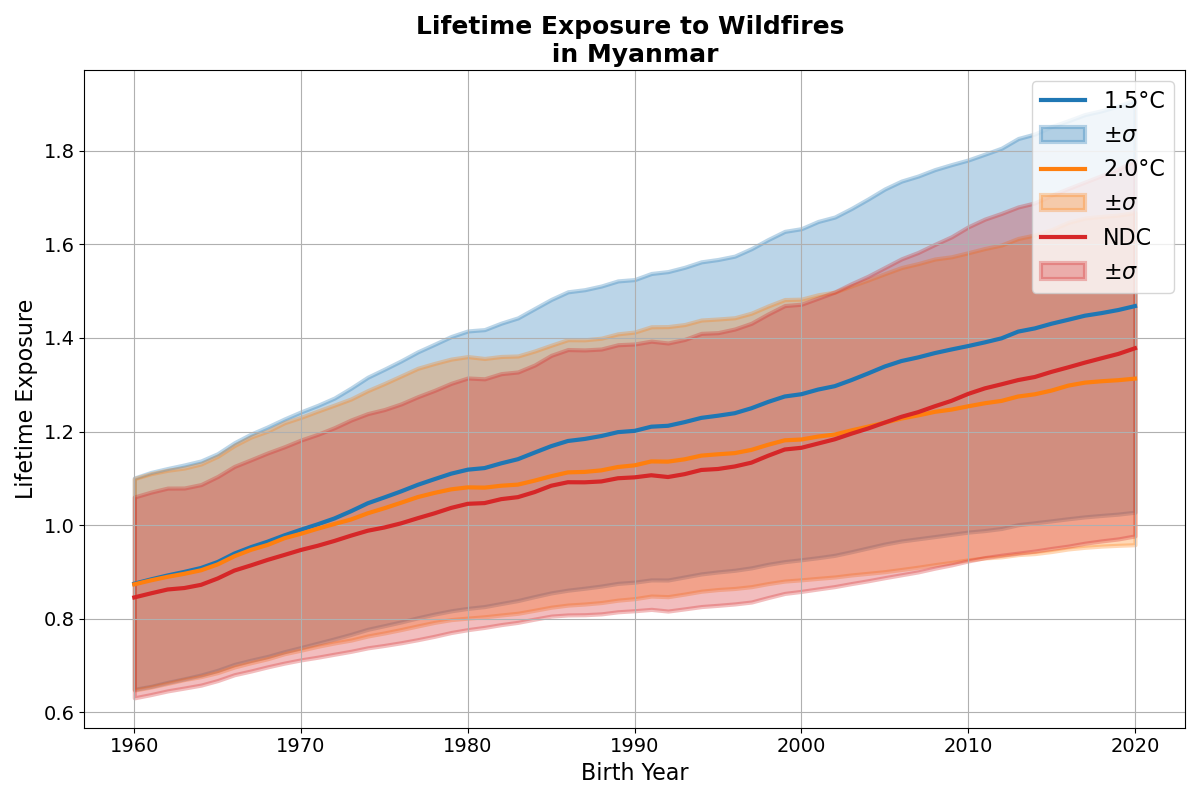 Lifetime Exposure to Wildfires
in Myanmar
1.5°C
±σ
2.0°C
±σ
NDC
±σ
Lifetime Exposure
1.8
1.6
1.4
1.2
1.0
0.8
0.6
1960 1970 1980 1990 2000 2010 2020
Birth Year